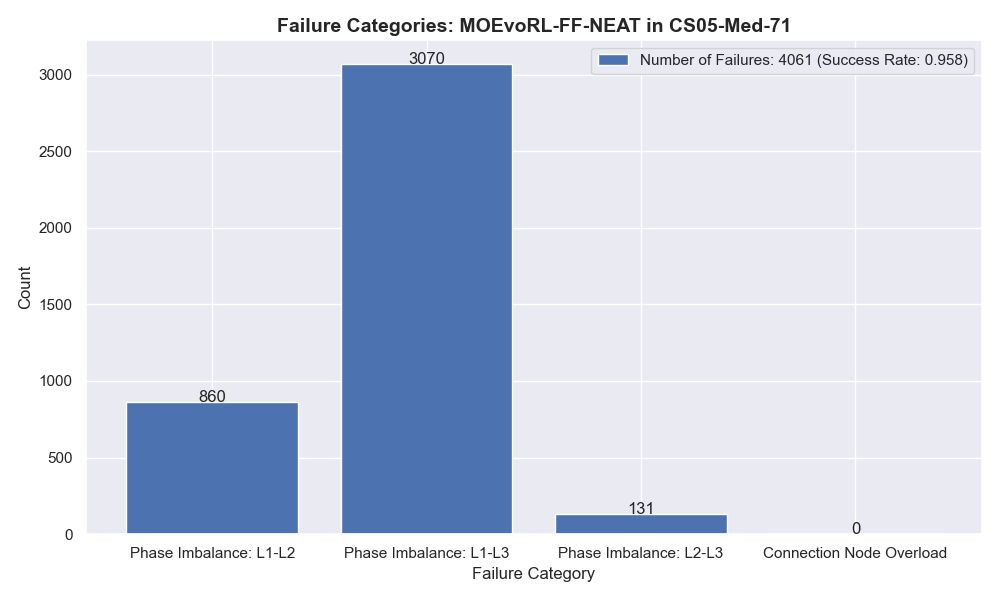 Failure Categories: MOEvoRL-FF-NEAT in CS05-Med-71
Number of Failures: 4061 (Success Rate: 0.958)
Count
3000
2500
2000
1500
1000
500
0
860
3070
131
0
Phase Imbalance: L1-L2
Phase Imbalance: L1-L3
Phase Imbalance: L2-L3
Connection Node Overload
Failure Category